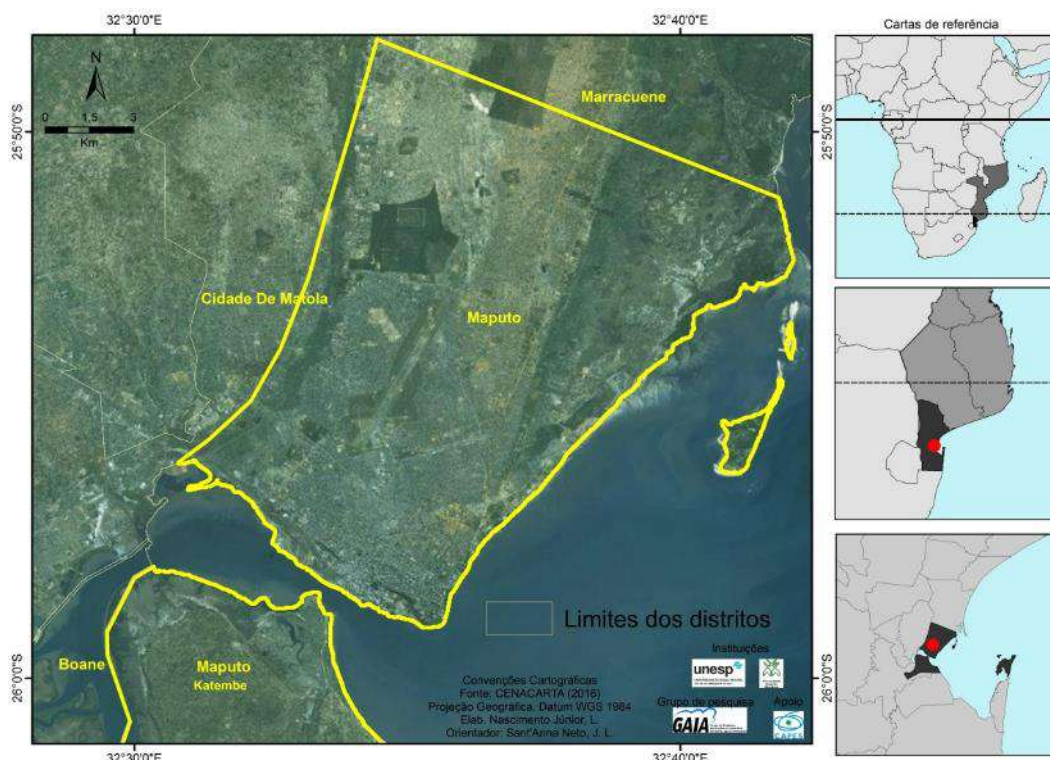 32°30'0"E
32°40'0"E
Cartas de referência
N
0 1,5 3
Km
Marracuene
25°50'0"S
25°50'0"S
Cidade De Matola
Maputo
Limites dos distritos
Boane
Maputo
Katembe
Instituições
unesp
Convenções Cartográficas
Fonte: CENACARTA (2016)
Projeção Geográfica. Datum WGS 1984
Elab. Nascimento Júnior, L.
Orientador: Sant'Anna Neto, J. L.
Grupo de pesquisa
Apoio
GAIA
CAPES
26°0'0"S
26°0'0"S
32°30'0"E
32°40'0"E